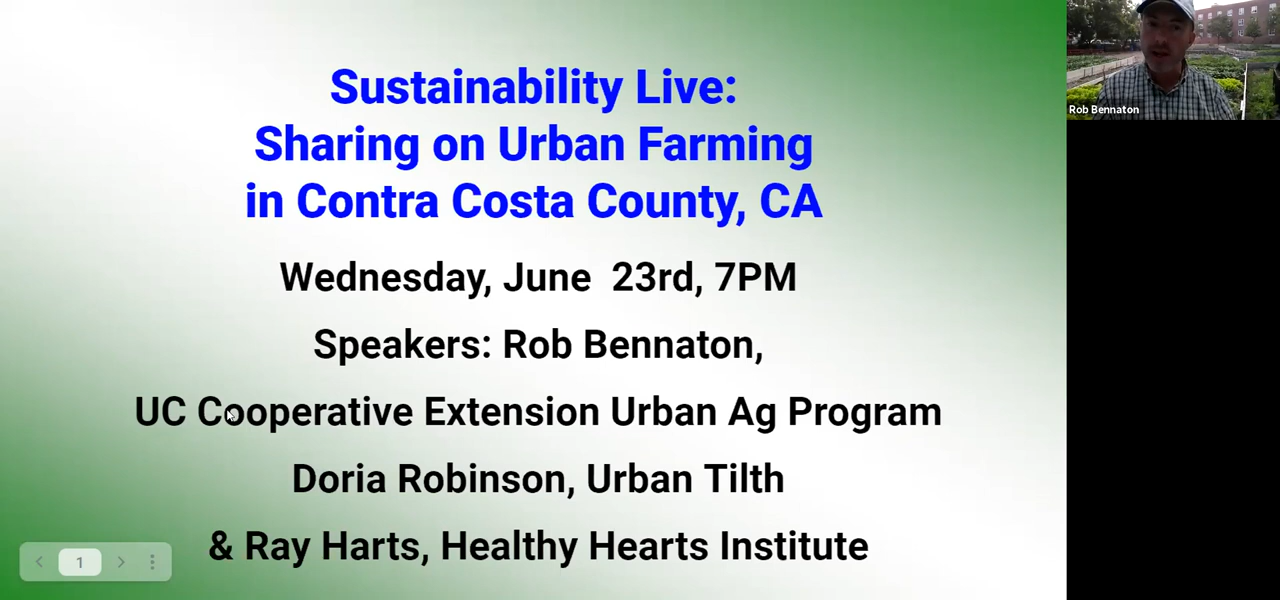 Sustainability Live:
Sharing on Urban Farming
in Contra Costa County, CA
Wednesday, June 23rd, 7PM
Speakers: Rob Bennaton,
UC Cooperative Extension Urban Ag Program
Doria Robinson, Urban Tilth
& Ray Harts, Healthy Hearts Institute
1
Rob Bennaton